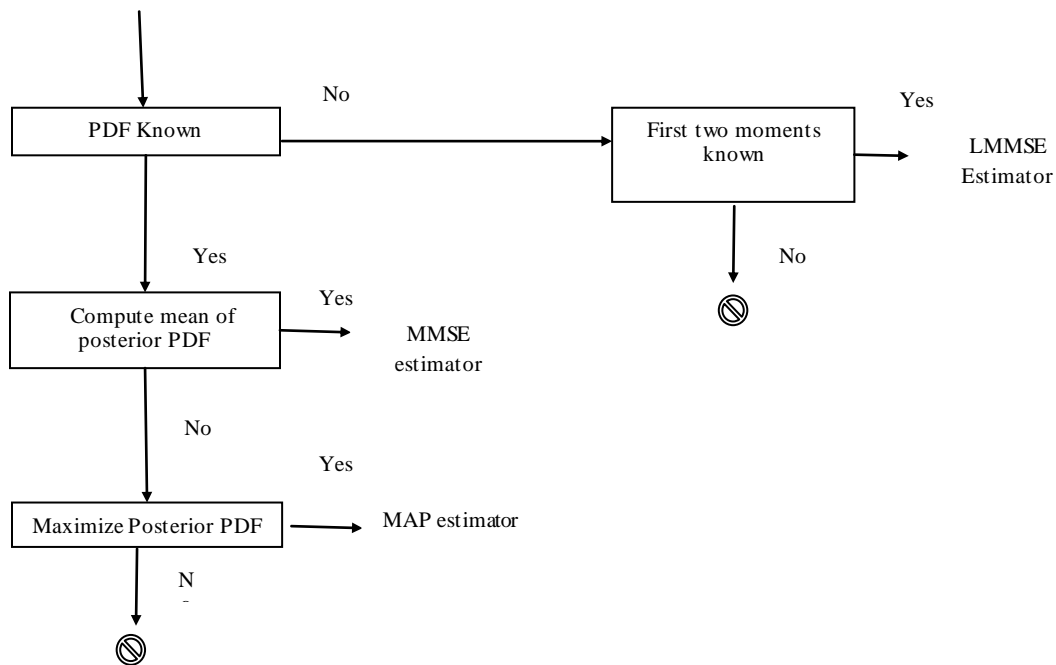 No
Yes
PDF Known
First two moments
known
LMMSE
Estimator
Yes
No
Compute mean of
posterior PDF
Yes
MMSE
estimator
No
Yes
Maximize Posterior PDF
MAP estimator
N